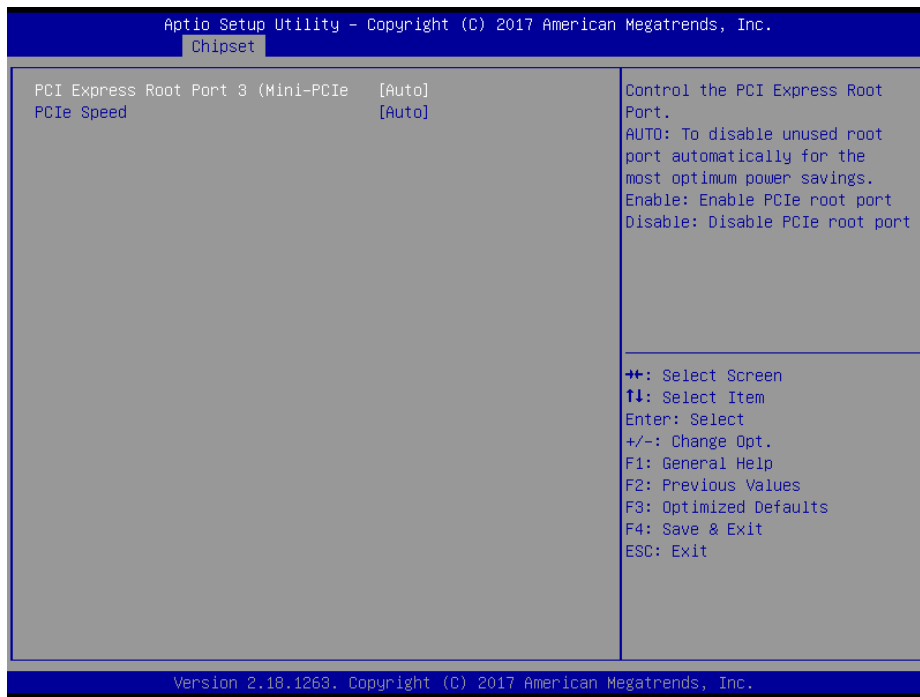 Aptio Setup Utility – Copyright (C) 2017 American Megatrends, Inc.
Chipset
PCI Express Root Port 3 (Mini-PCIe [Auto]
PCIe Speed [Auto]
Control the PCI Express Root
Port.
AUTO: To disable unused root
port automatically for the
most optimum power savings.
Enable: Enable PCIe root port
Disable: Disable PCIe root port
→←: Select Screen
↑↓: Select Item
Enter: Select
+/-: Change Opt.
F1: General Help
F2: Previous Values
F3: Optimized Defaults
F4: Save & Exit
ESC: Exit
Version 2.18.1263. Copyright (C) 2017 American Megatrends, Inc.